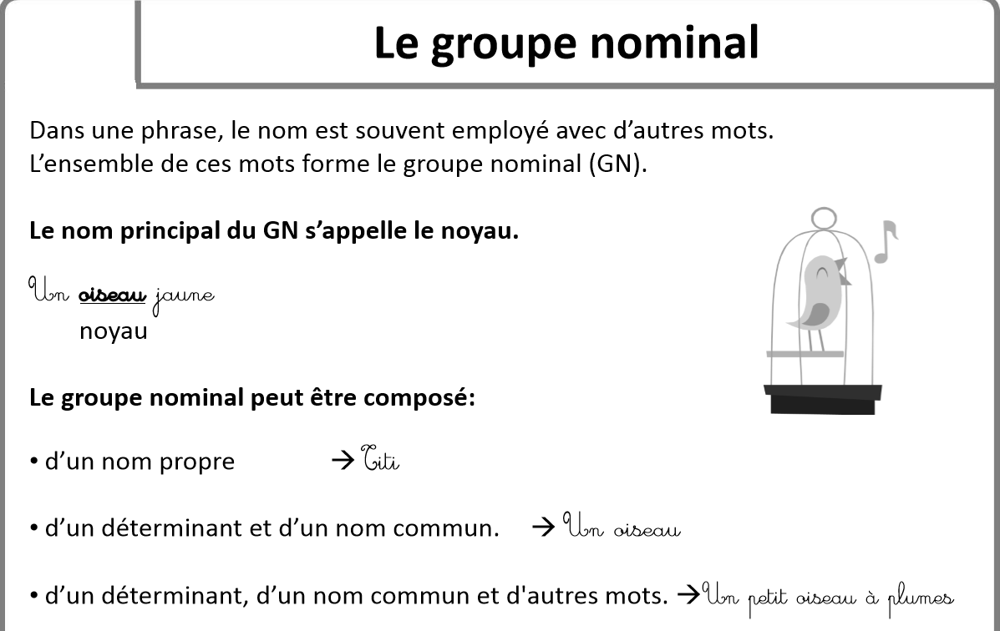 Le groupe nominal
Dans une phrase, le nom est souvent employé avec d’autres mots.
L’ensemble de ces mots forme le groupe nominal (GN).
Le nom principal du GN s’appelle le noyau.
Un oiseau jaune
noyau
Le groupe nominal peut être composé:
• d’un nom propre → Titi
• d’un déterminant et d’un nom commun. → Un oiseau
• d’un déterminant, d’un nom commun et d'autres mots. → Un petit oiseau à plumes